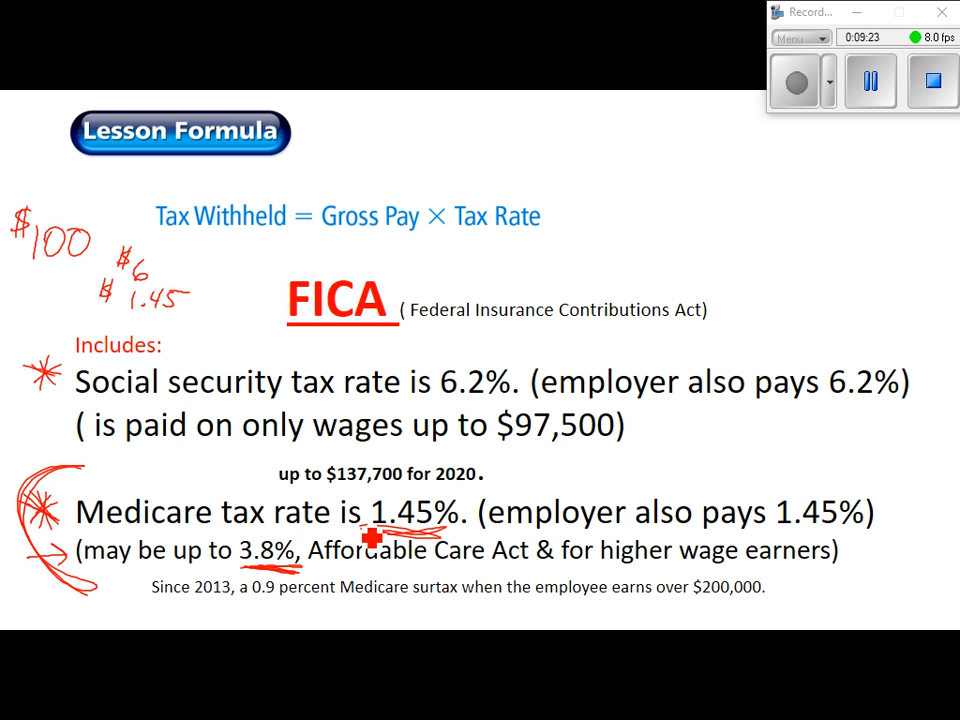 Record...
Menu
0:09:23
8.0 fps
Lesson Formula
Tax Withheld = Gross Pay × Tax Rate
$100
$6
$ 1.45
FICA ( Federal Insurance Contributions Act)
Includes:
Social security tax rate is 6.2%. (employer also pays 6.2%)
( is paid on only wages up to $97,500)
up to $137,700 for 2020.
Medicare tax rate is 1.45%. (employer also pays 1.45%)
(may be up to 3.8%, Affordable Care Act & for higher wage earners)
Since 2013, a 0.9 percent Medicare surtax when the employee earns over $200,000.